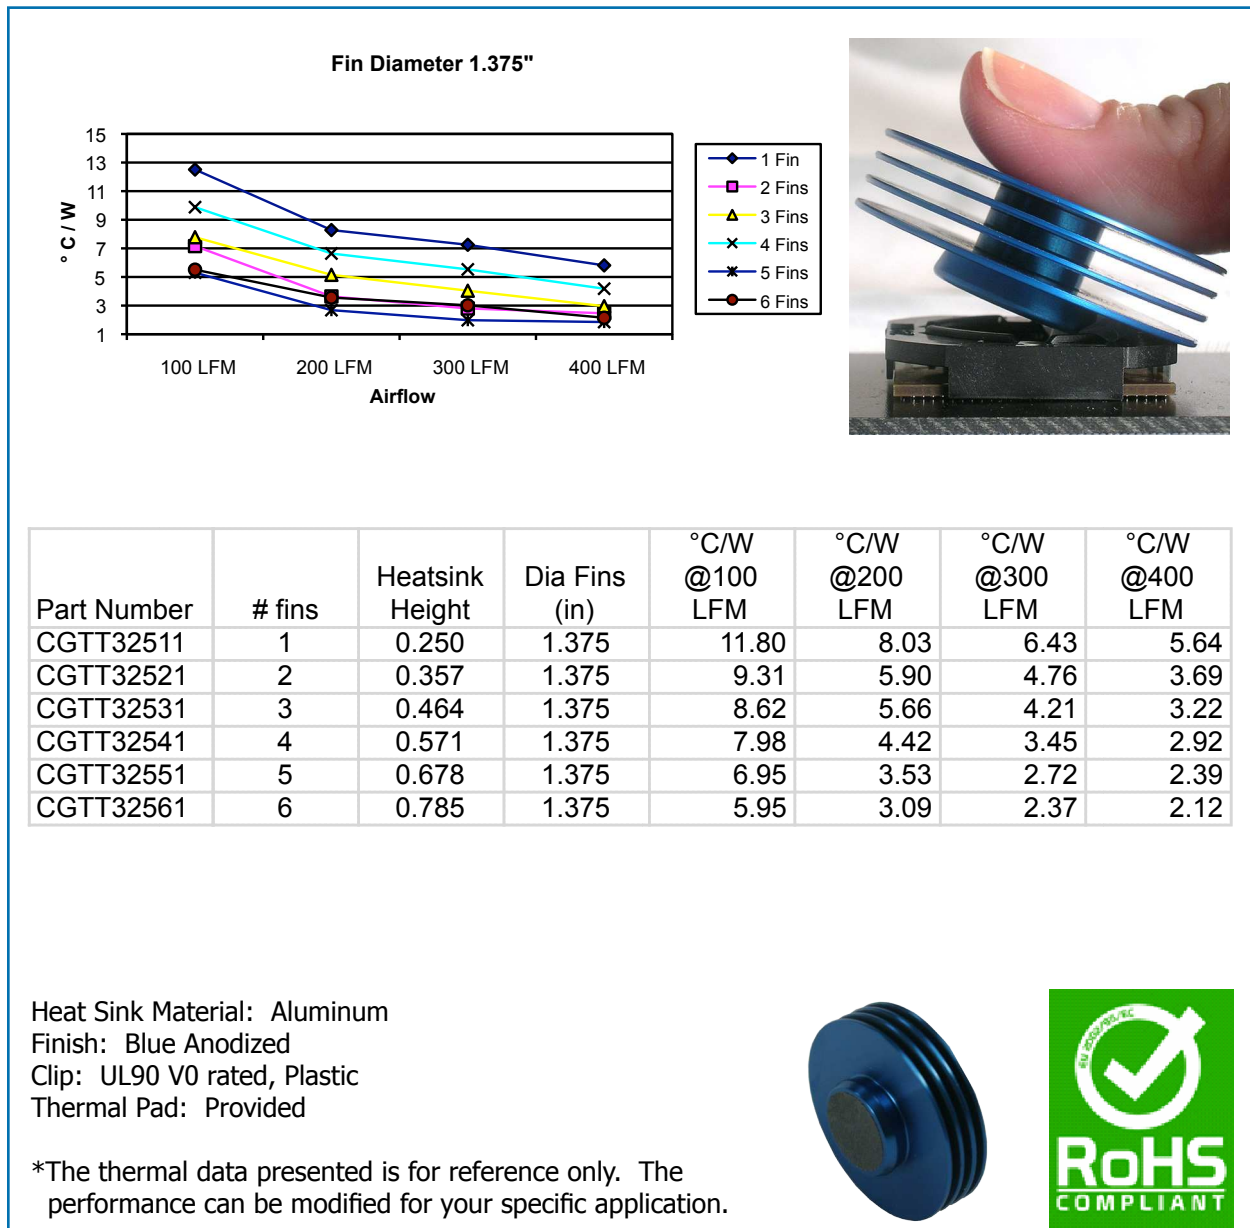 Fin Diameter 1.375"
15
13
11
9
7
5
3
1
° C / W
100 LFM 200 LFM 300 LFM 400 LFM
Airflow
1 Fin
2 Fins
3 Fins
4 Fins
5 Fins
6 Fins
Part Number # fins Heatsink Height Dia Fins (in) °C/W @100 LFM °C/W @200 LFM °C/W @300 LFM °C/W @400 LFM
CGTT32511 1 0.250 1.375 11.80 8.03 6.43 5.64
CGTT32521 2 0.357 1.375 9.31 5.90 4.76 3.69
CGTT32531 3 0.464 1.375 8.62 5.66 4.21 3.22
CGTT32541 4 0.571 1.375 7.98 4.42 3.45 2.92
CGTT32551 5 0.678 1.375 6.95 3.53 2.72 2.39
CGTT32561 6 0.785 1.375 5.95 3.09 2.37 2.12
Heat Sink Material: Aluminum
Finish: Blue Anodized
Clip: UL90 V0 rated, Plastic
Thermal Pad: Provided
*The thermal data presented is for reference only. The
performance can be modified for your specific application.
EU 2002/95/EC
RoHS
COMPLIANT